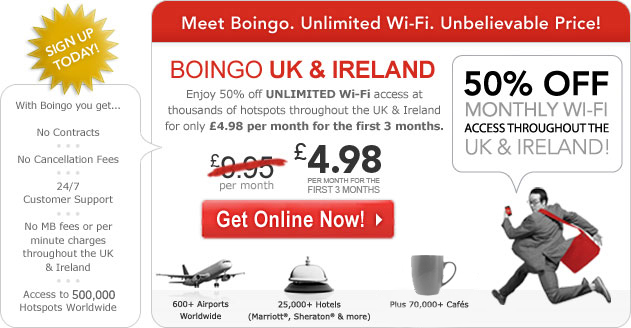 Meet Boingo. Unlimited Wi-Fi. Unbelievable Price!
SIGN UP
TODAY!
With Boingo you get...
No Contracts
No Cancellation Fees
24/7
Customer Support
No MB fees or per
minute charges
throughout the UK
& Ireland
Access to 500,000
Hotspots Worldwide
BOINGO UK & IRELAND
Enjoy 50% off UNLIMITED Wi-Fi access at
thousands of hotspots throughout the UK & Ireland
for only £4.98 per month for the first 3 months.
£9.95
per month
£4.98
PER MONTH FOR THE
FIRST 3 MONTHS
Get Online Now!
50% OFF
MONTHLY WI-FI
ACCESS THROUGHOUT THE
UK & IRELAND!
600+ Airports
Worldwide
25,000+ Hotels
(Marriott®, Sheraton® & more)
Plus 70,000+ Cafés